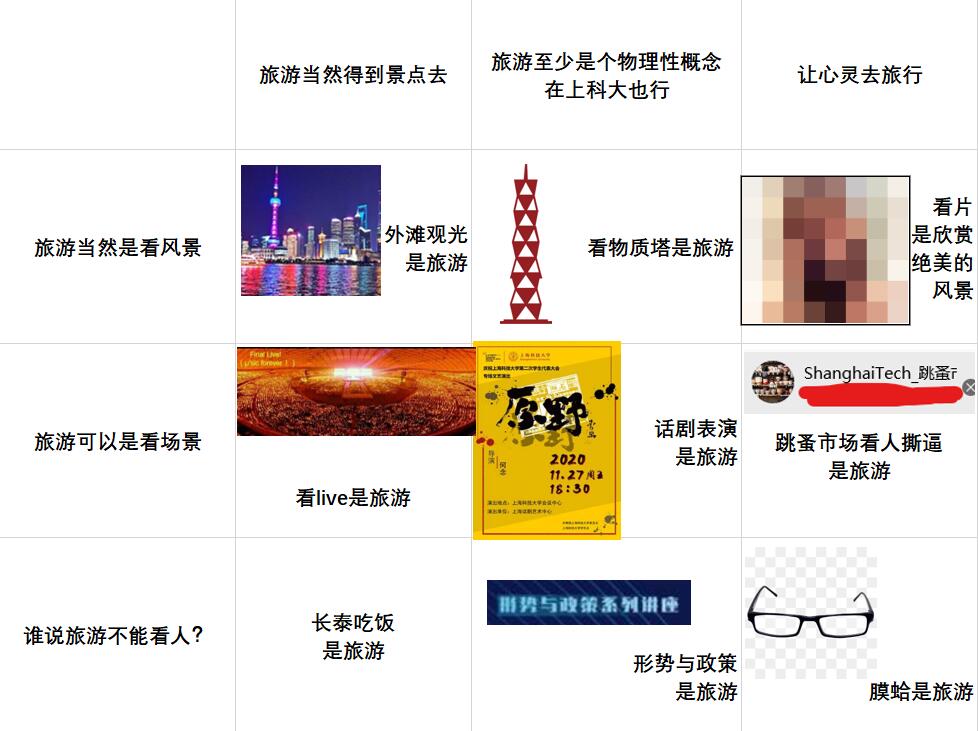 旅游当然得到景点去
旅游至少是个物理性概念
在上科大也行
让心灵去旅行
旅游当然是看风景
外滩观光
是旅游
看物质塔是旅游
看片
是欣赏
绝美的
风景
旅游可以是看场景
Final Live!
( μ'sic forever！)
看live是旅游
上海科技大学
庆祝上海科技大学第二次学生代表大会
专场文艺演出
原野
曹禺
导演
何念
2020
11.27周五
18:30
演出地点：上海科技大学会议中心
演出单位：上海话剧艺术中心
话剧表演
是旅游
ShanghaiTech_跳蚤市
跳蚤市场看人撕逼
是旅游
谁说旅游不能看人？
长泰吃饭
是旅游
形势与政策系列讲座
形势与政策
是旅游
膜蛤是旅游